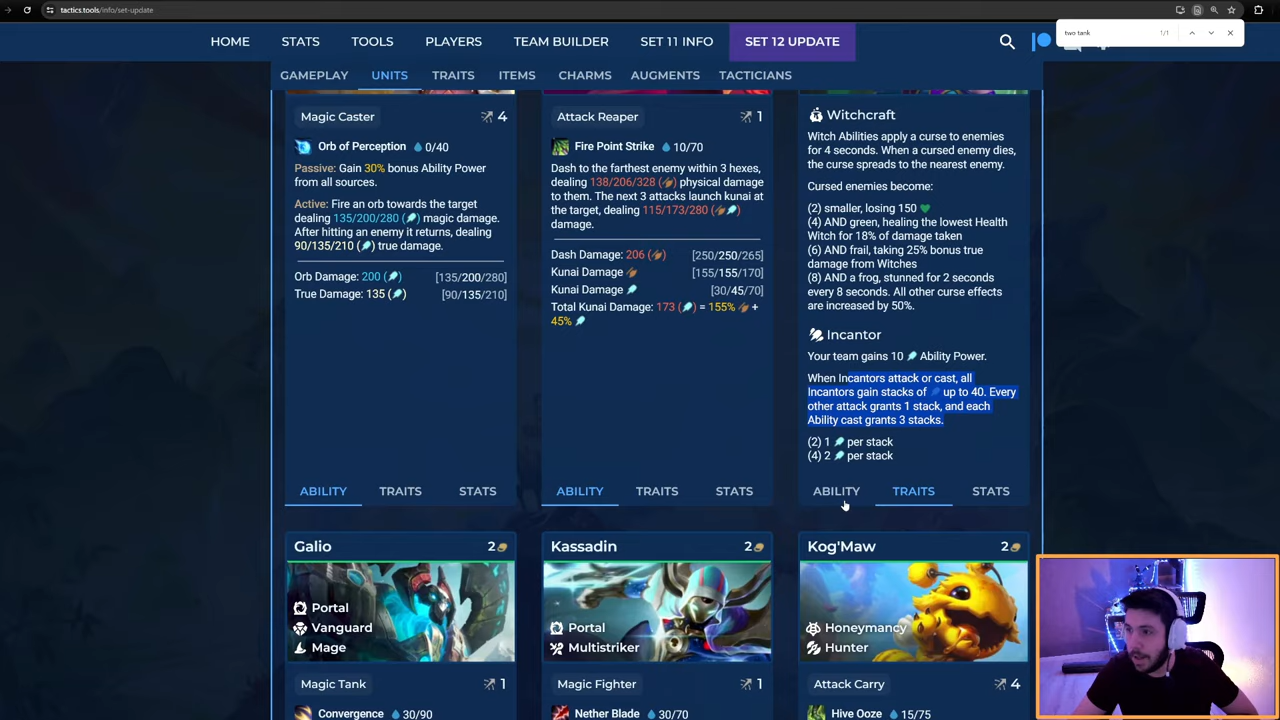 tactics.tools/info/set-update
two tank
1/1
HOME
STATS
TOOLS
PLAYERS
TEAM BUILDER
SET 11 INFO
SET 12 UPDATE
GAMEPLAY
UNITS
TRAITS
ITEMS
CHARMS
AUGMENTS
TACTICIANS
Magic Caster
4
Orb of Perception 0/40
Passive: Gain 30% bonus Ability Power
from all sources.
Active: Fire an orb towards the target
dealing 135/200/280 ( ) magic damage.
After hitting an enemy it returns, dealing
90/135/210 ( ) true damage.
Orb Damage: 200 ( ) [135/200/280]
True Damage: 135 ( ) [90/135/210]
ABILITY
TRAITS
STATS
Attack Reaper
1
Fire Point Strike 10/70
Dash to the farthest enemy within 3 hexes,
dealing 138/206/328 ( ) physical damage
to them. The next 3 attacks launch kunai at
the target, dealing 115/173/280 ( )
damage.
Dash Damage: 206 ( ) [250/250/265]
Kunai Damage [155/155/170]
Kunai Damage [30/45/70]
Total Kunai Damage: 173 ( ) = 155% +
45%
ABILITY
TRAITS
STATS
Witchcraft
Witch Abilities apply a curse to enemies
for 4 seconds. When a cursed enemy dies,
the curse spreads to the nearest enemy.
Cursed enemies become:
(2) smaller, losing 150
(4) AND green, healing the lowest Health
Witch for 18% of damage taken
(6) AND frail, taking 25% bonus true
damage from Witches
(8) AND a frog, stunned for 2 seconds
every 8 seconds. All other curse effects
are increased by 50%.
Incantor
Your team gains 10 Ability Power.
When Incantors attack or cast, all
Incantors gain stacks of up to 40. Every
other attack grants 1 stack, and each
Ability cast grants 3 stacks.
(2) 1 per stack
(4) 2 per stack
ABILITY
TRAITS
STATS
Galio
2
Portal
Vanguard
Mage
Magic Tank
1
Convergence 30/90
Kassadin
2
Portal
Multistriker
Magic Fighter
1
Nether Blade 30/70
Kog'Maw
2
Honeymancy
Hunter
Attack Carry
4
Hive Ooze 15/75